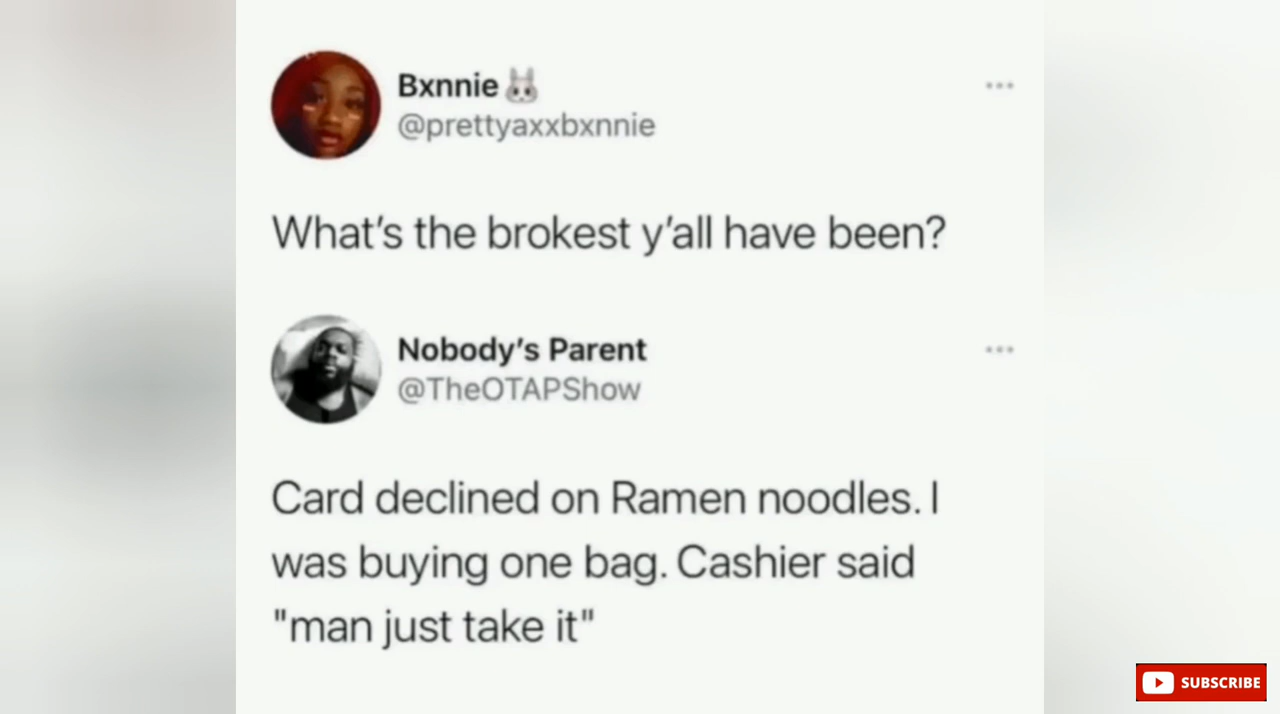 Bxnnie🐰
@prettyaxxbxnnie
What's the brokest y'all have been?
Nobody's Parent
@TheOTAPShow
Card declined on Ramen noodles. I
was buying one bag. Cashier said
"man just take it"
SUBSCRIBE